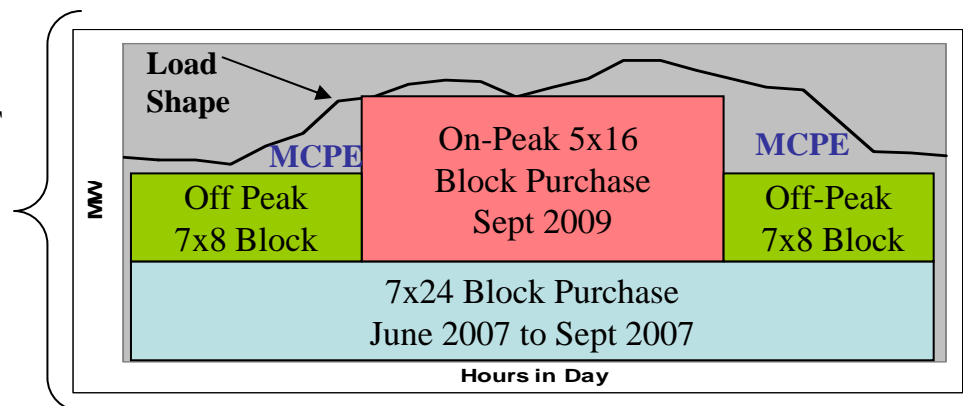 Load
Shape
MCPE
MCPE
On-Peak 5x16
Block Purchase
Sept 2009
Off Peak
7x8 Block
Off-Peak
7x8 Block
7x24 Block Purchase
June 2007 to Sept 2007
MW
Hours in Day